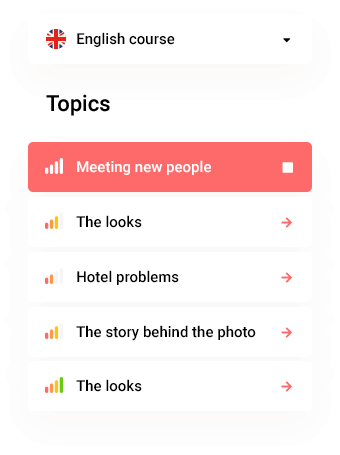 English course
Topics
Meeting new people
The looks
Hotel problems
The story behind the photo
The looks